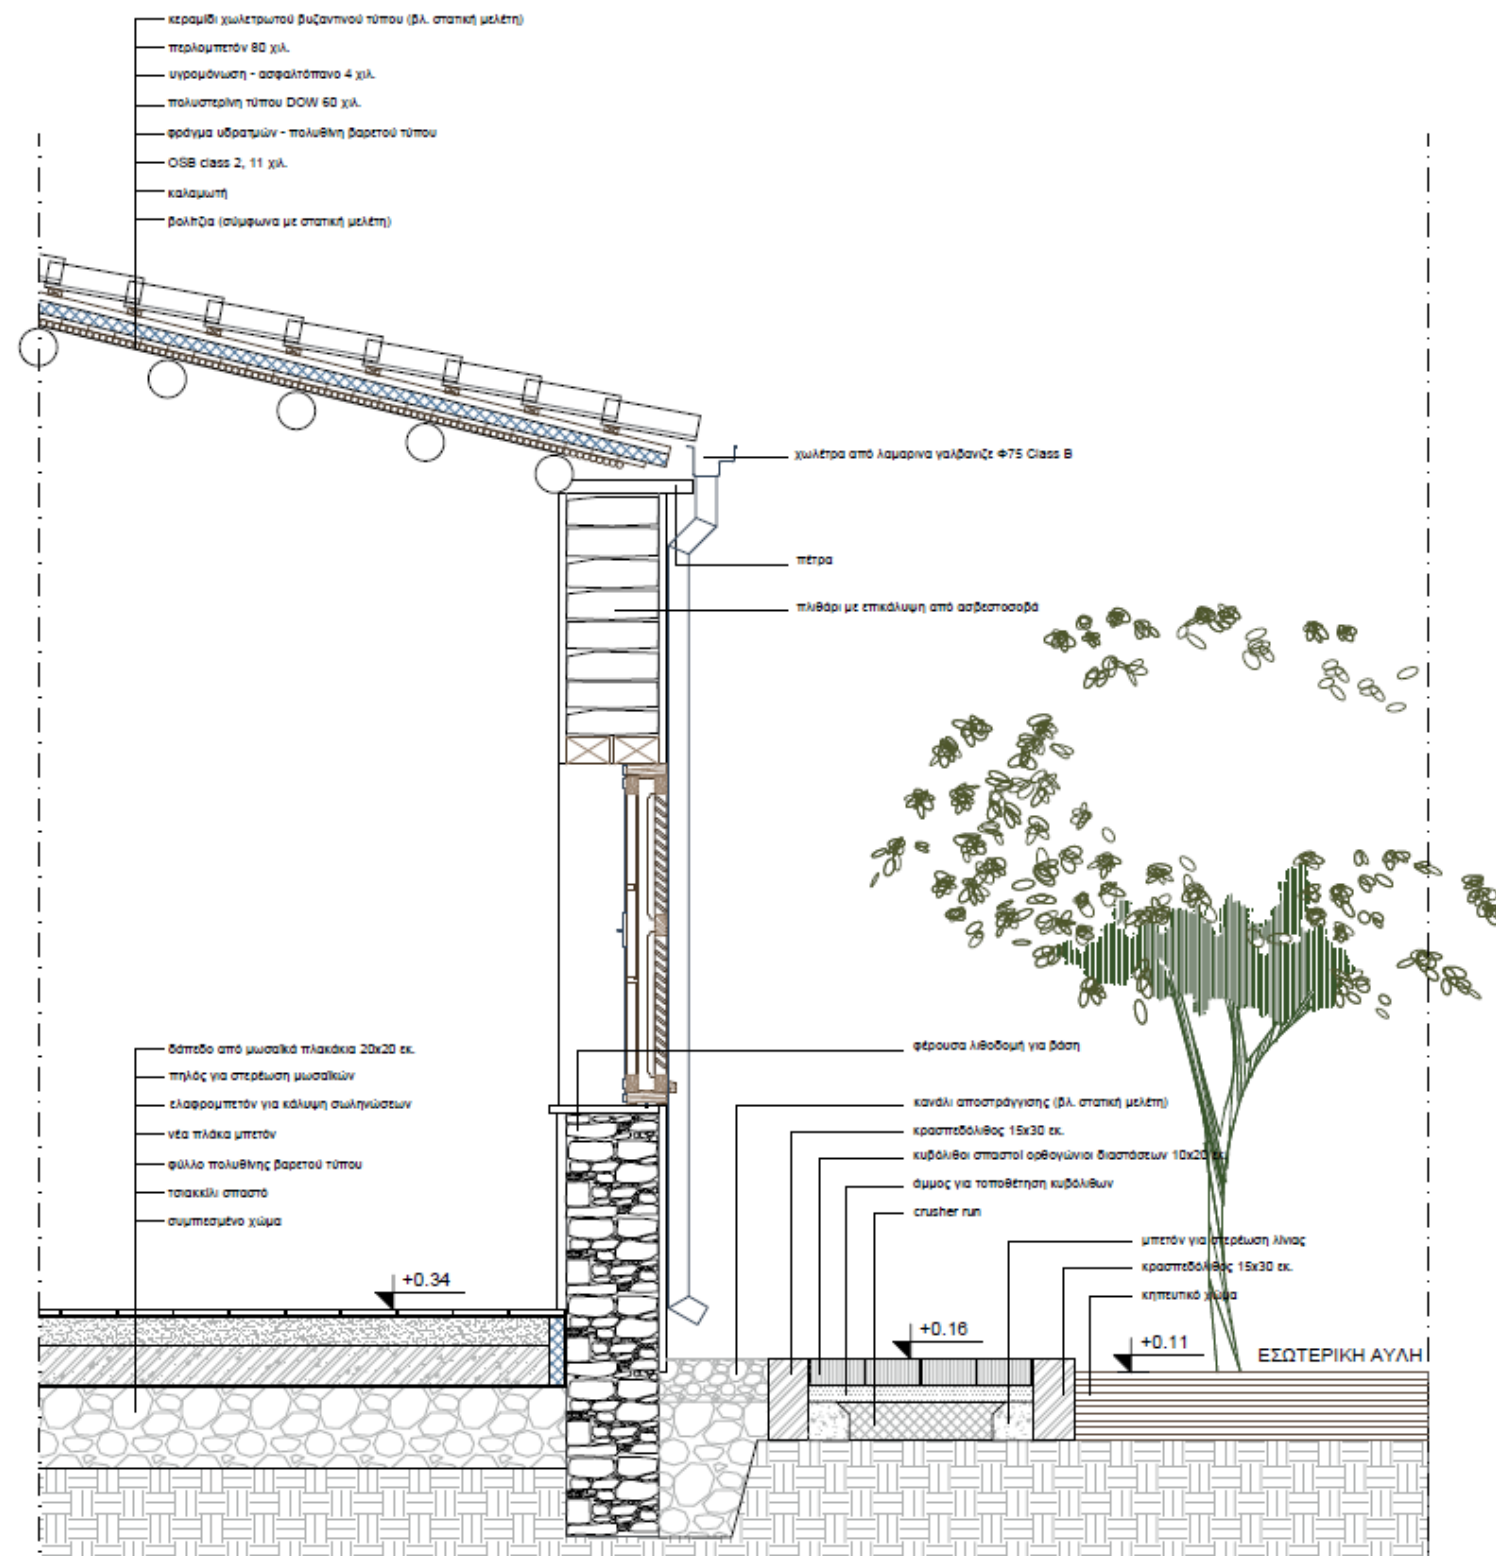 κεραμίδι χωλετρωτού βυζαντινού τύπου (βλ. στατική μελέτη)
περλομπετόν 80 χιλ.
υγρομόνωση - ασφαλτόπανο 4 χιλ.
πολυστερίνη τύπου DOW 60 χιλ.
φράγμα υδρατμών - πολυθίνη βαρετού τύπου
OSB class 2, 11 χιλ.
καλαμωτή
βολίτζια (σύμφωνα με στατική μελέτη)
χωλέτρα από λαμαρινα γαλβανιζε Φ75 Class B
πέτρα
πλιθάρι με επικάλυψη από ασβεστοσοβά
δάπεδο από μωσαϊκά πλακάκια 20x20 εκ.
πηλός για στερέωση μωσαϊκών
ελαφρομπετόν για κάλυψη σωληνώσεων
νέα πλάκα μπετόν
φύλλο πολυθίνης βαρετού τύπου
τσιακκίλι σπαστό
συμπεσμένο χώμα
φέρουσα λιθοδομή για βάση
κανάλι αποστράγγισης (βλ. στατική μελέτη)
κρασπεδόλιθος 15x30 εκ.
κυβόλιθοι σπαστοί ορθογώνιοι διαστάσεων 10x20 εκ.
άμμος για τοποθέτηση κυβόλιθων
crusher run
μπετόν για στερέωση λίνιας
κρασπεδόλιθος 15x30 εκ.
κηπευτικό χώμα
+0.34
+0.16
+0.11
ΕΣΩΤΕΡΙΚΗ ΑΥΛΗ